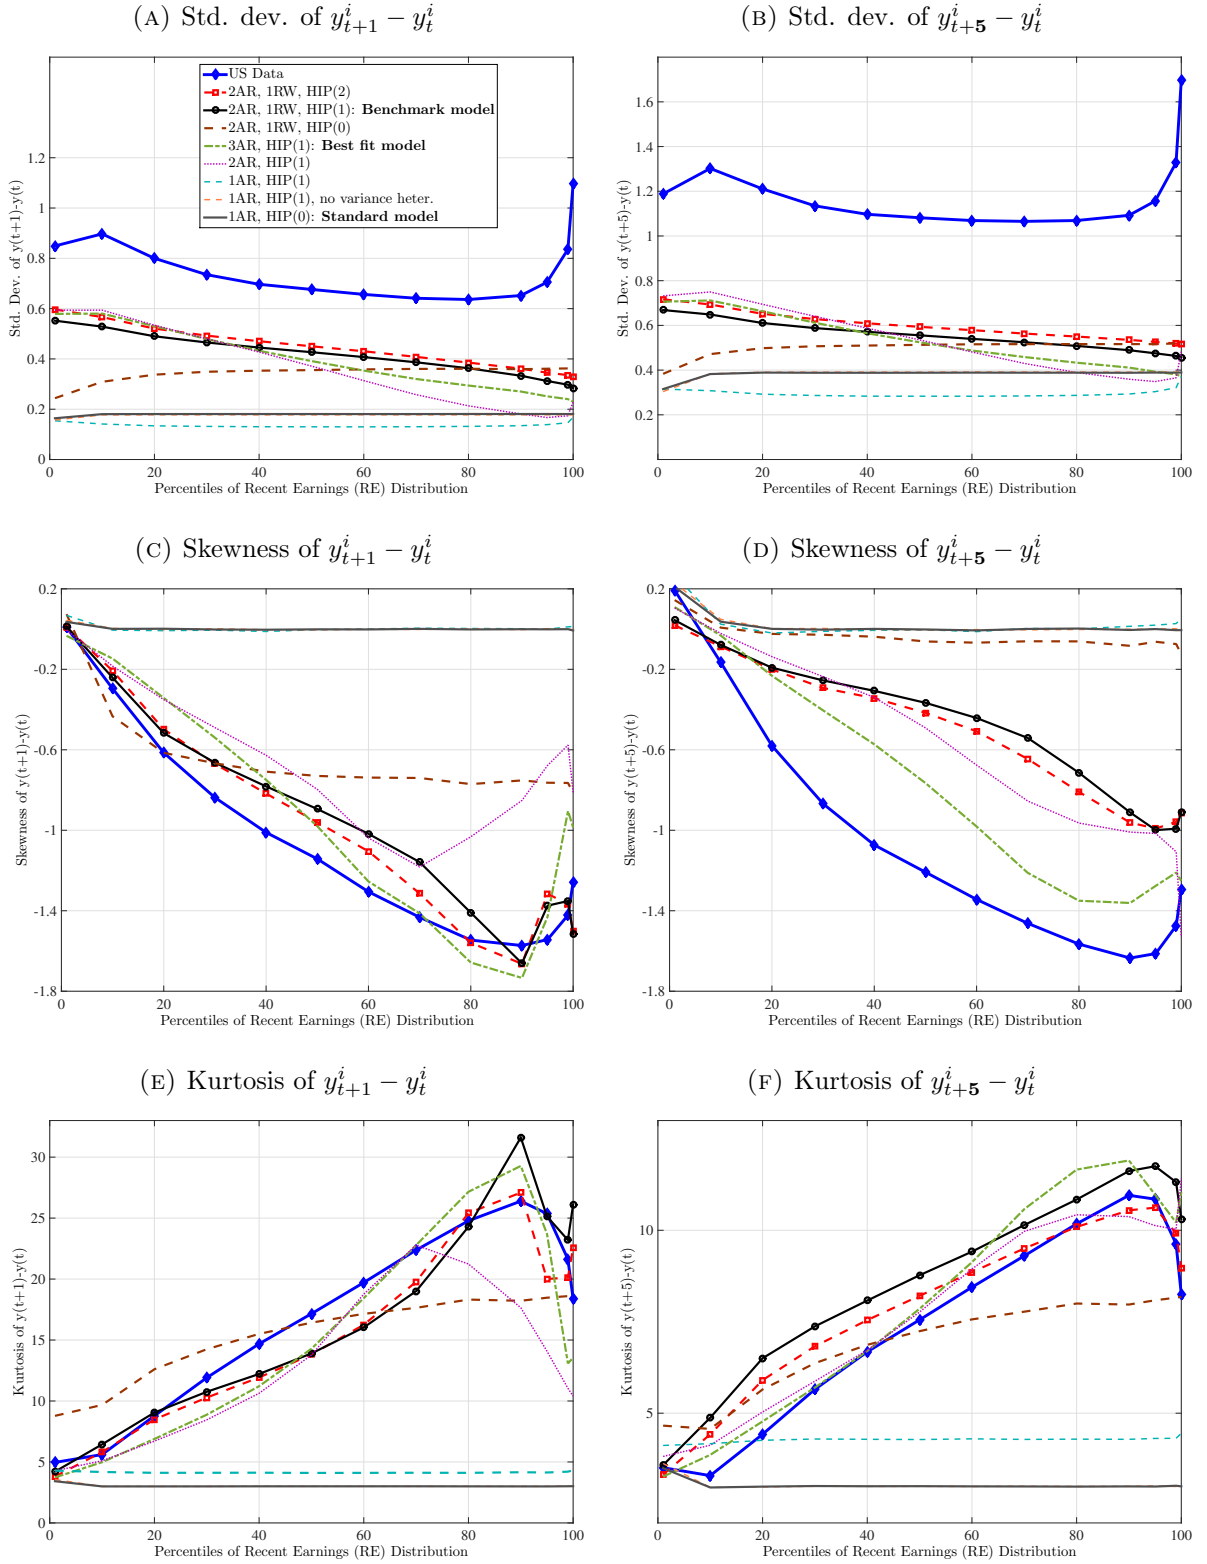 (A) Std. dev. of y^i_{t+1} − y^i_t
Std. Dev. of y(t+1)-y(t)
1.2
1
0.8
0.6
0.4
0.2
0
US Data
2AR, 1RW, HIP(2)
2AR, 1RW, HIP(1): Benchmark model
2AR, 1RW, HIP(0)
3AR, HIP(1): Best fit model
2AR, HIP(1)
1AR, HIP(1)
1AR, HIP(1), no variance heter.
1AR, HIP(0): Standard model
0 20 40 60 80 100
Percentiles of Recent Earnings (RE) Distribution
(B) Std. dev. of y^i_{t+5} − y^i_t
Std. Dev. of y(t+5)-y(t)
1.6
1.4
1.2
1
0.8
0.6
0.4
0.2
0 20 40 60 80 100
Percentiles of Recent Earnings (RE) Distribution
(C) Skewness of y^i_{t+1} − y^i_t
Skewness of y(t+1)-y(t)
0.2
-0.2
-0.6
-1
-1.4
-1.8
0 20 40 60 80 100
Percentiles of Recent Earnings (RE) Distribution
(D) Skewness of y^i_{t+5} − y^i_t
Skewness of y(t+5)-y(t)
0.2
-0.2
-0.6
-1
-1.4
-1.8
0 20 40 60 80 100
Percentiles of Recent Earnings (RE) Distribution
(E) Kurtosis of y^i_{t+1} − y^i_t
Kurtosis of y(t+1)-y(t)
30
25
20
15
10
5
0
0 20 40 60 80 100
Percentiles of Recent Earnings (RE) Distribution
(F) Kurtosis of y^i_{t+5} − y^i_t
Kurtosis of y(t+5)-y(t)
10
5
0 20 40 60 80 100
Percentiles of Recent Earnings (RE) Distribution